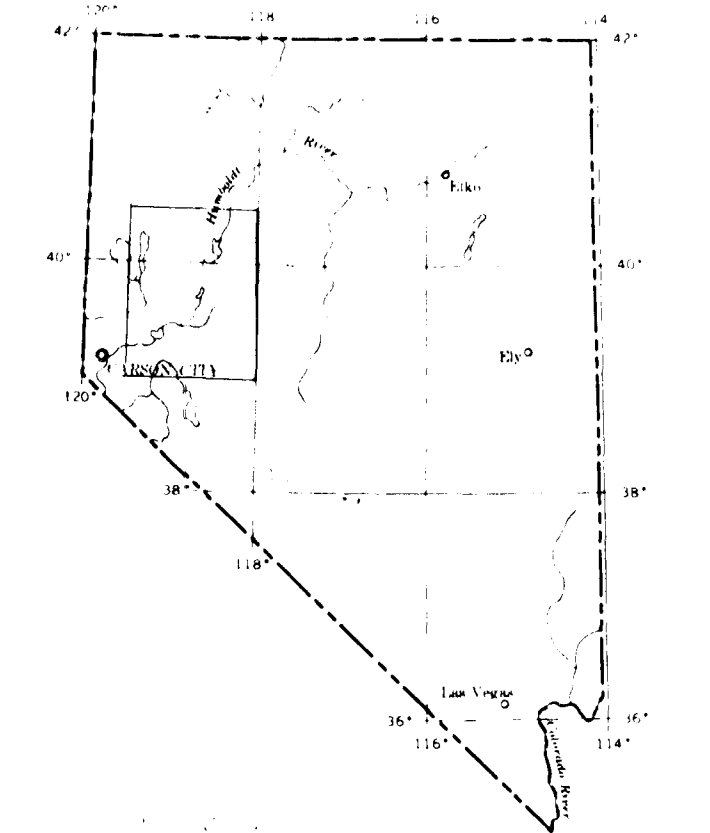 120°
118
116
114
42°
42°
River
Humboldt
Elko
40°
40°
Ely
CARSON CITY
120°
38°
38°
118°
Las Vegas
36°
36°
116°
114°
Colorado River